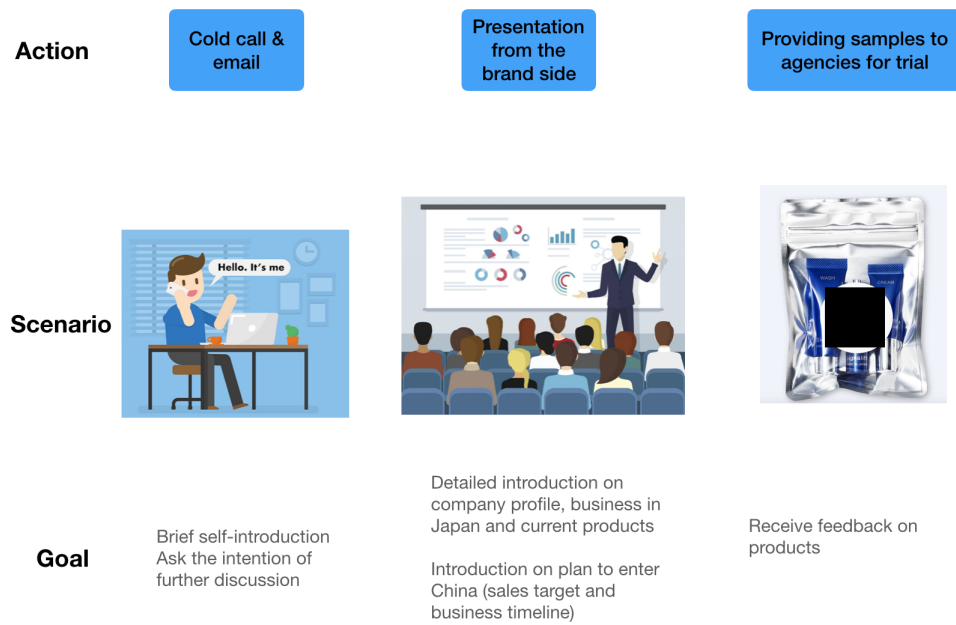 Action
Cold call &
email
Presentation
from the
brand side
Providing samples to
agencies for trial
Scenario
Hello. It's me
WASH
CREAM
Goal
Brief self-introduction
Ask the intention of
further discussion
Detailed introduction on
company profile, business in
Japan and current products
Introduction on plan to enter
China (sales target and
business timeline)
Receive feedback on
products